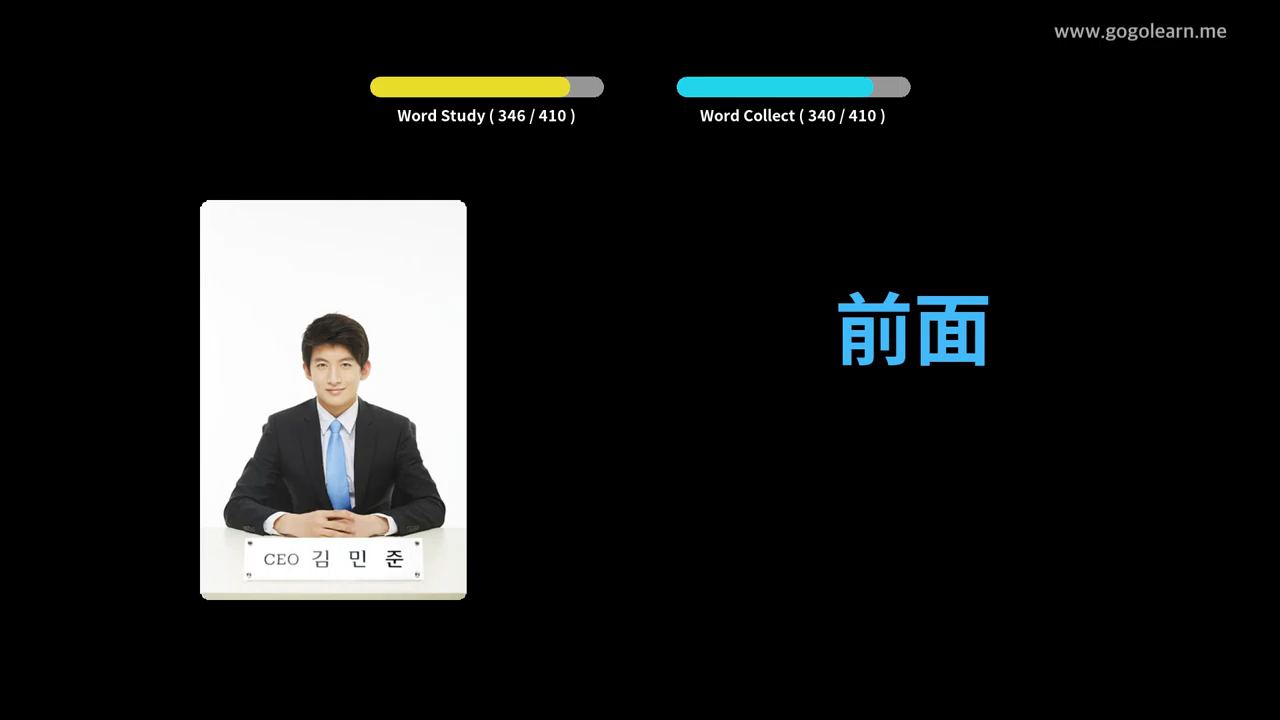 www.gogolearn.me
Word Study ( 346 / 410 )
Word Collect ( 340 / 410 )
前面
CEO 김 민 준